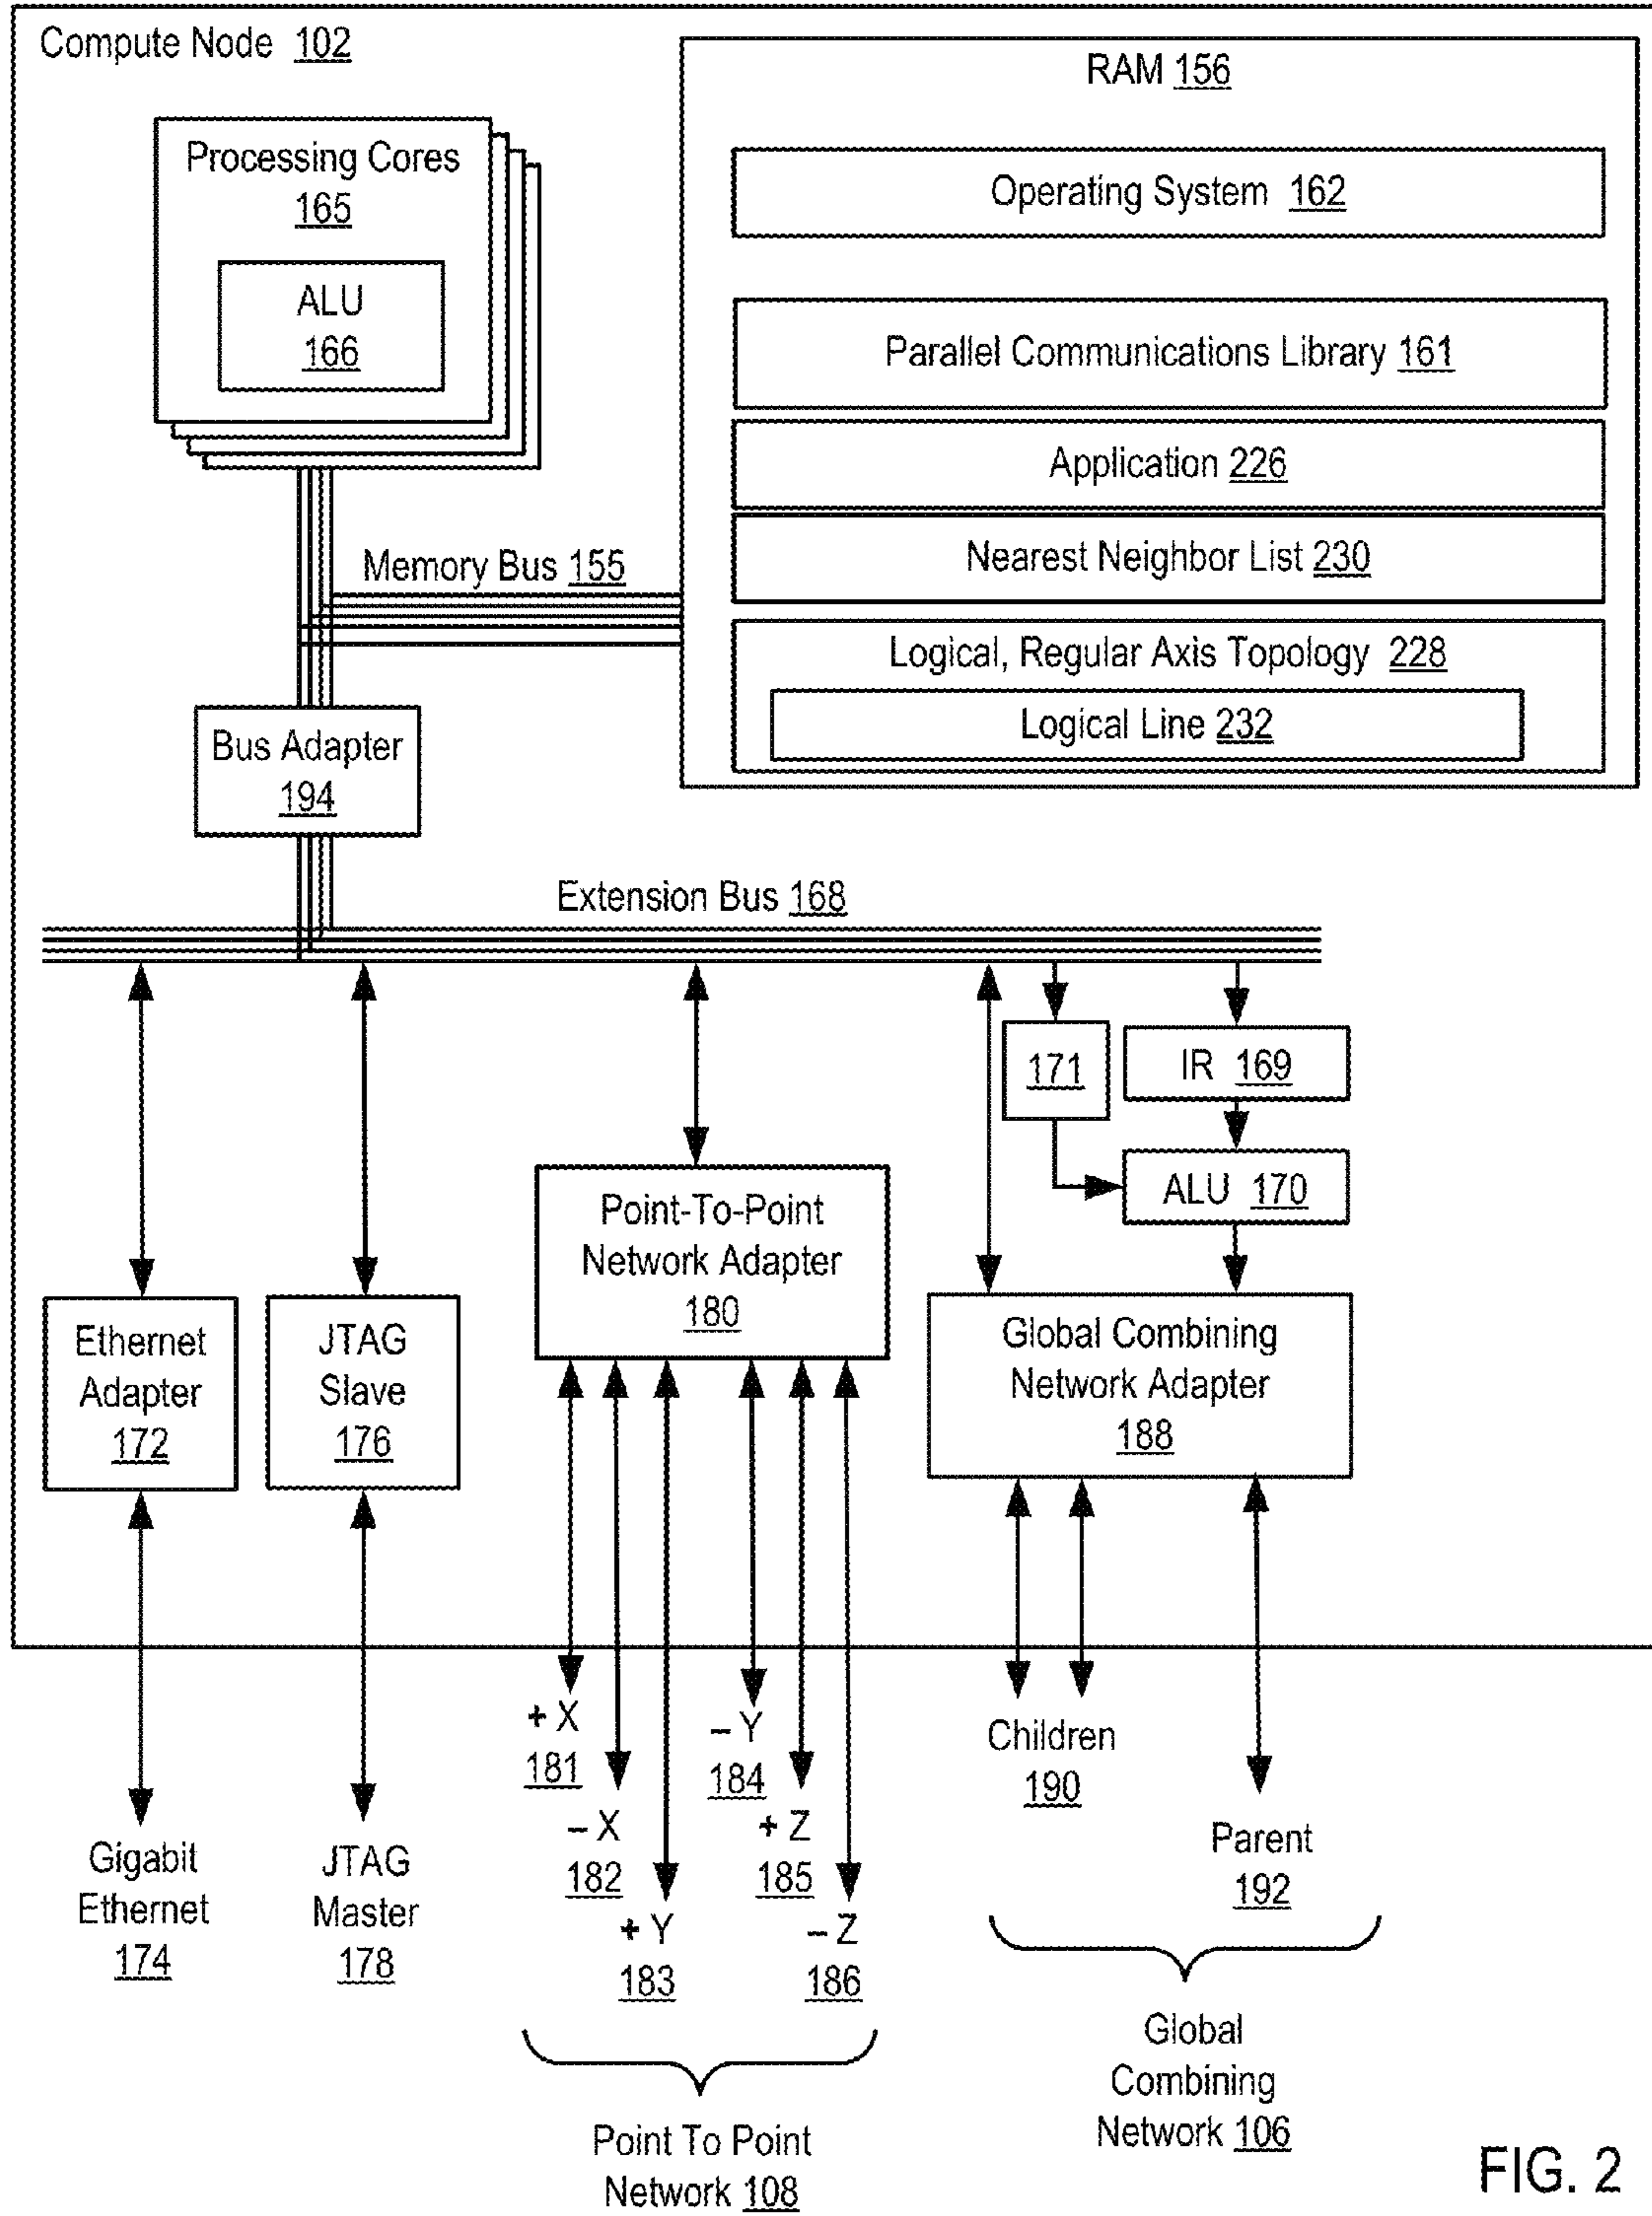 Compute Node 102
RAM 156
Processing Cores
165
ALU
166
Operating System 162
Parallel Communications Library 161
Application 226
Nearest Neighbor List 230
Logical, Regular Axis Topology 228
Logical Line 232
Memory Bus 155
Bus Adapter
194
Extension Bus 168
171
IR 169
ALU 170
Point-To-Point
Network Adapter
180
Ethernet
Adapter
172
JTAG
Slave
176
Global Combining
Network Adapter
188
+ X
181
– X
182
+ Y
183
– Y
184
+ Z
185
– Z
186
Children
190
Parent
192
Gigabit
Ethernet
174
JTAG
Master
178
Point To Point
Network 108
Global
Combining
Network 106
FIG. 2